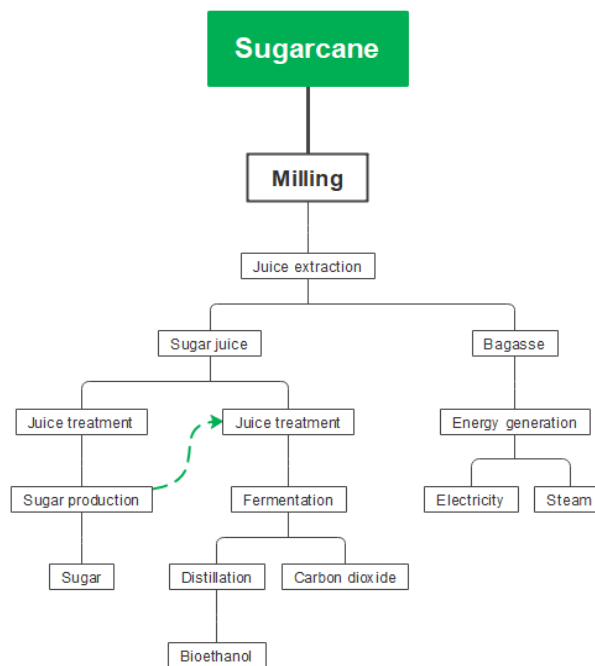 Sugarcane
Milling
Juice extraction
Sugar juice
Bagasse
Juice treatment
Juice treatment
Energy generation
Sugar production
Fermentation
Electricity
Steam
Sugar
Distillation
Carbon dioxide
Bioethanol